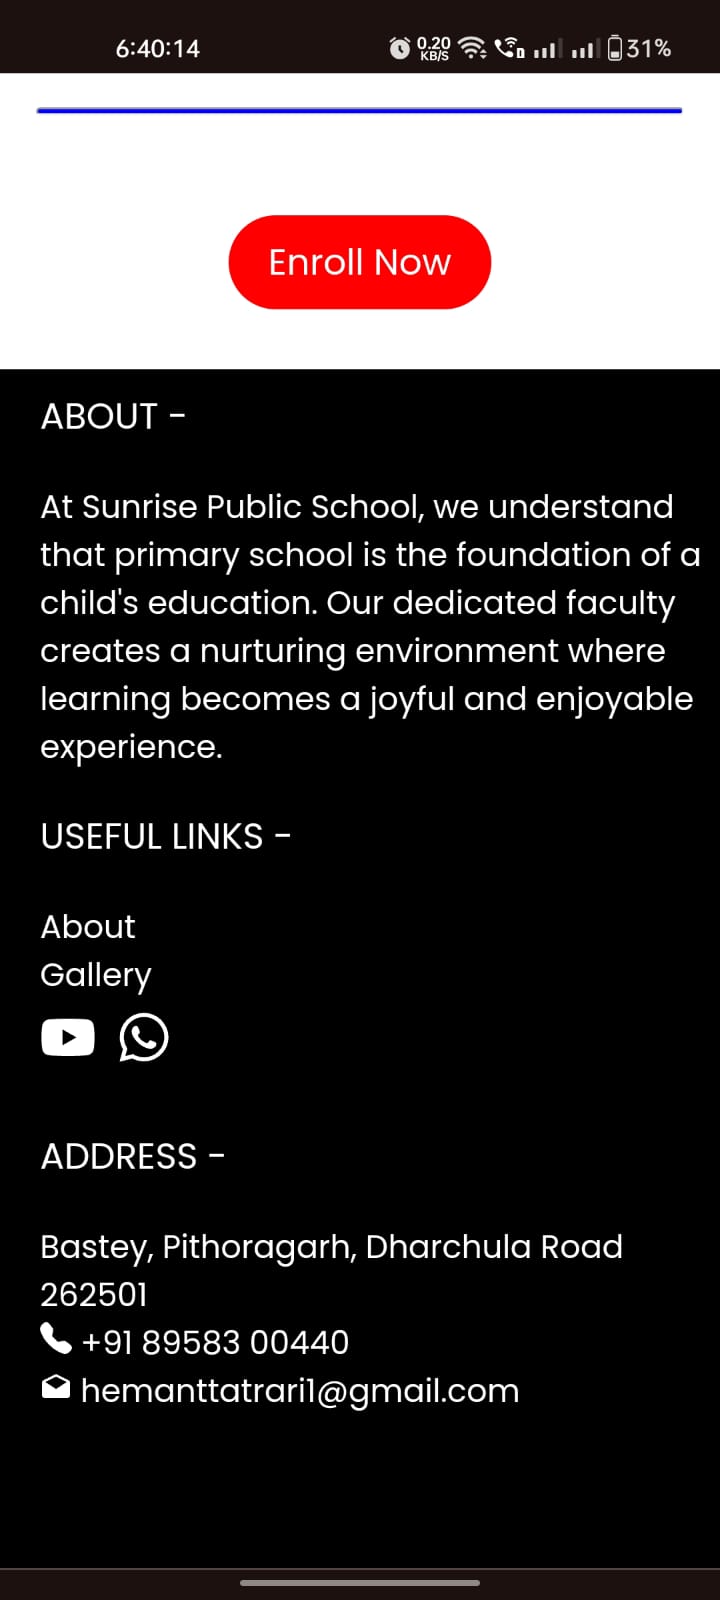 6:40:14 0.20 KB/S 31%
Enroll Now
ABOUT -
At Sunrise Public School, we understand
that primary school is the foundation of a
child's education. Our dedicated faculty
creates a nurturing environment where
learning becomes a joyful and enjoyable
experience.
USEFUL LINKS -
About
Gallery
ADDRESS -
Bastey, Pithoragarh, Dharchula Road
262501
+91 89583 00440
hemanttatrari1@gmail.com